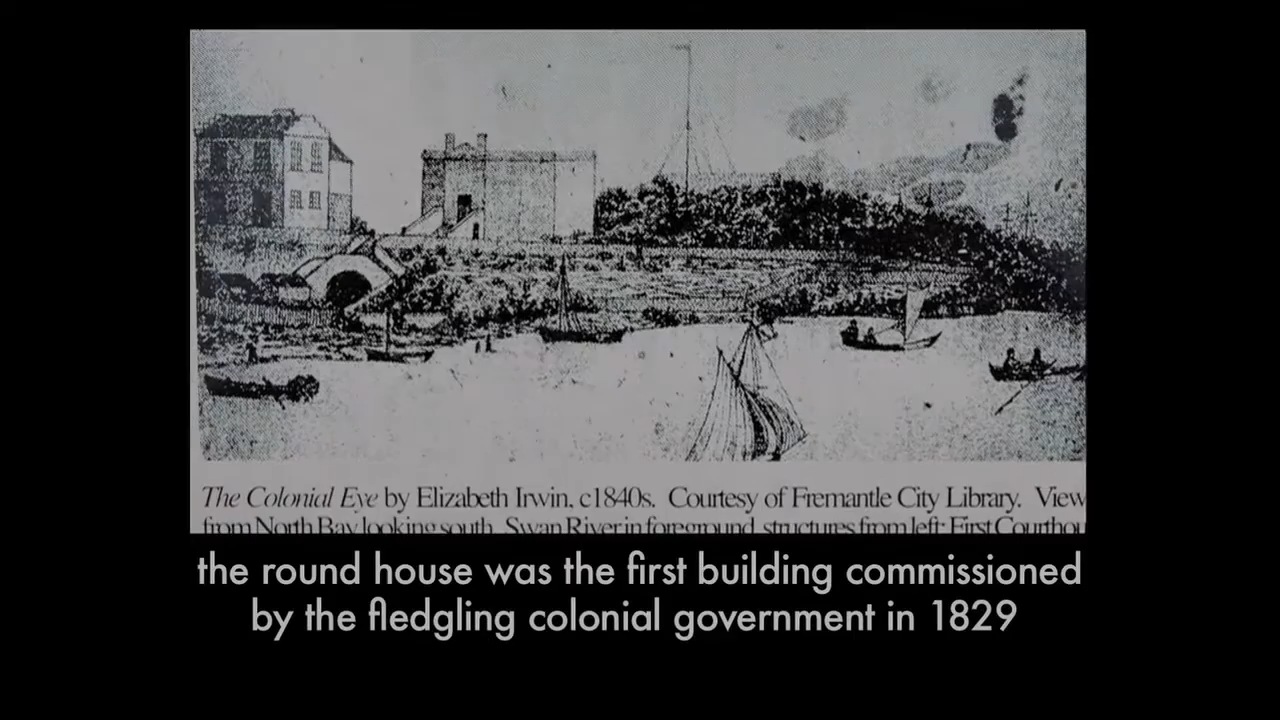 The Colonial Eye by Elizabeth Irwin, c1840s. Courtesy of Fremantle City Library. View
from North Bay looking south. Swan River in foreground, structures from left: First
the round house was the first building commissioned
by the fledgling colonial government in 1829